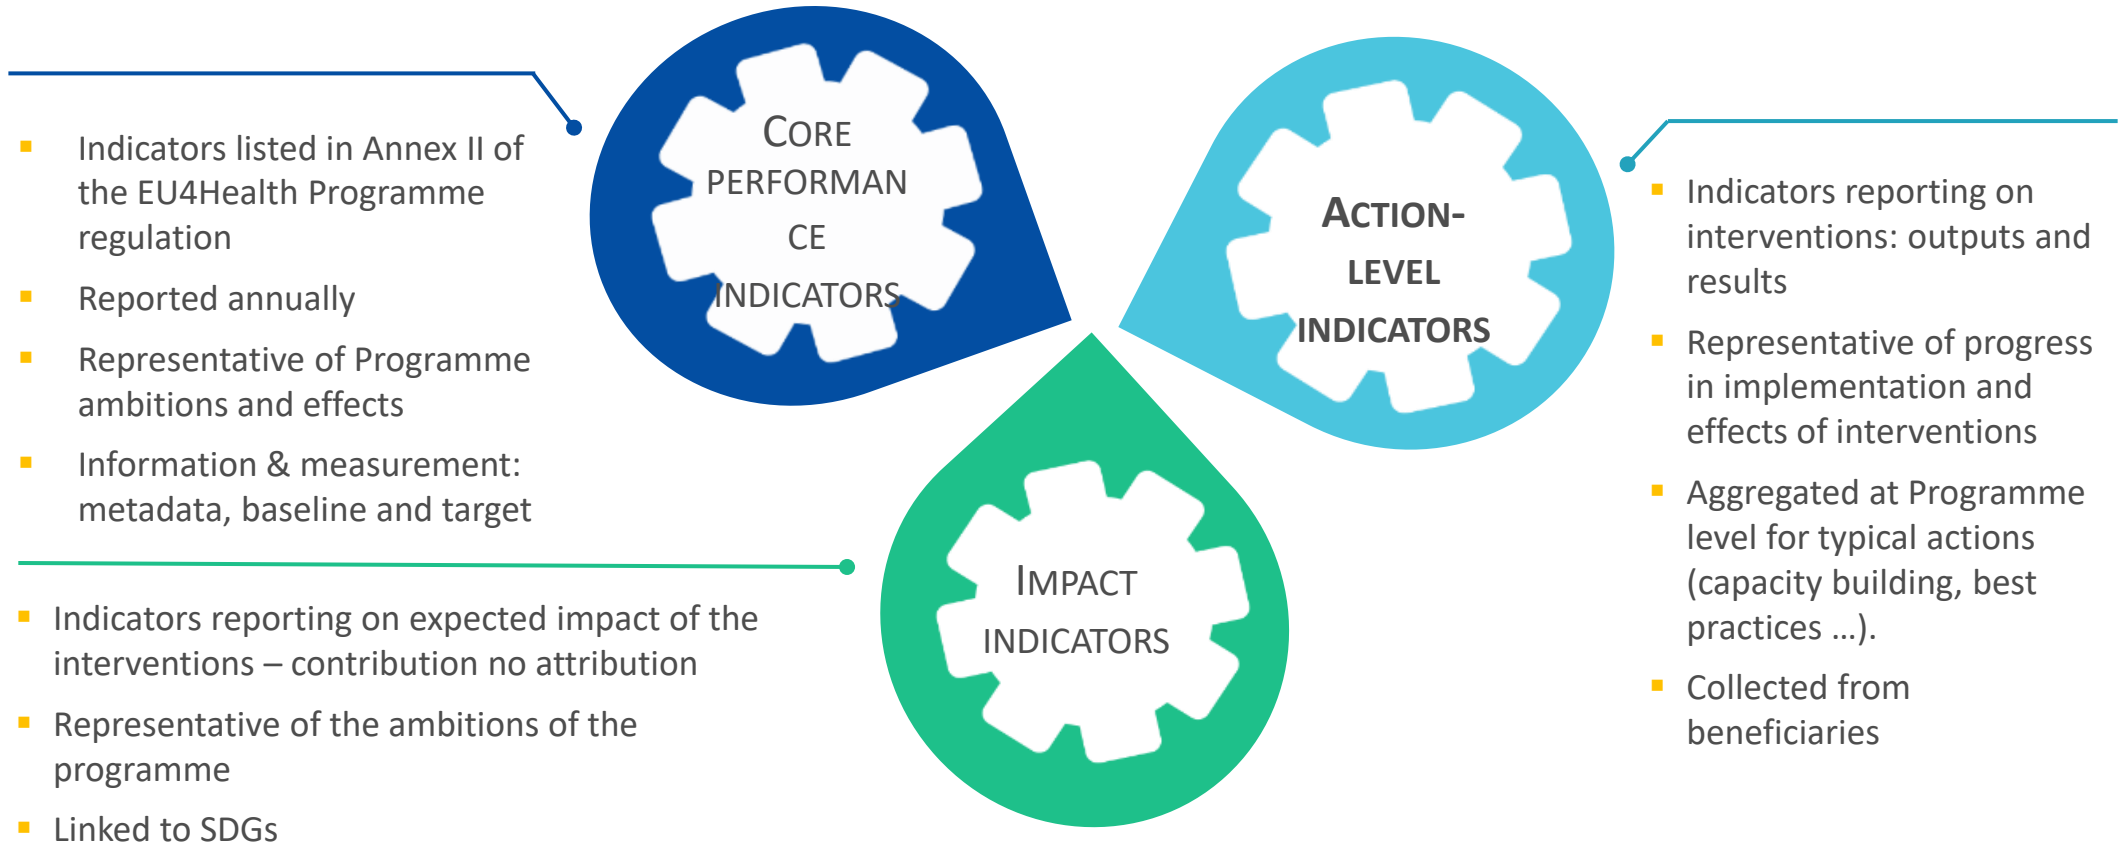 CORE
PERFORMAN
CE
INDICATORS
▪ Indicators listed in Annex II of
the EU4Health Programme
regulation
▪ Reported annually
▪ Representative of Programme
ambitions and effects
▪ Information & measurement:
metadata, baseline and target
ACTION-
LEVEL
INDICATORS
▪ Indicators reporting on
interventions: outputs and
results
▪ Representative of progress
in implementation and
effects of interventions
▪ Aggregated at Programme
level for typical actions
(capacity building, best
practices ...).
▪ Collected from
beneficiaries
IMPACT
INDICATORS
▪ Indicators reporting on expected impact of the
interventions – contribution no attribution
▪ Representative of the ambitions of the
programme
▪ Linked to SDGs